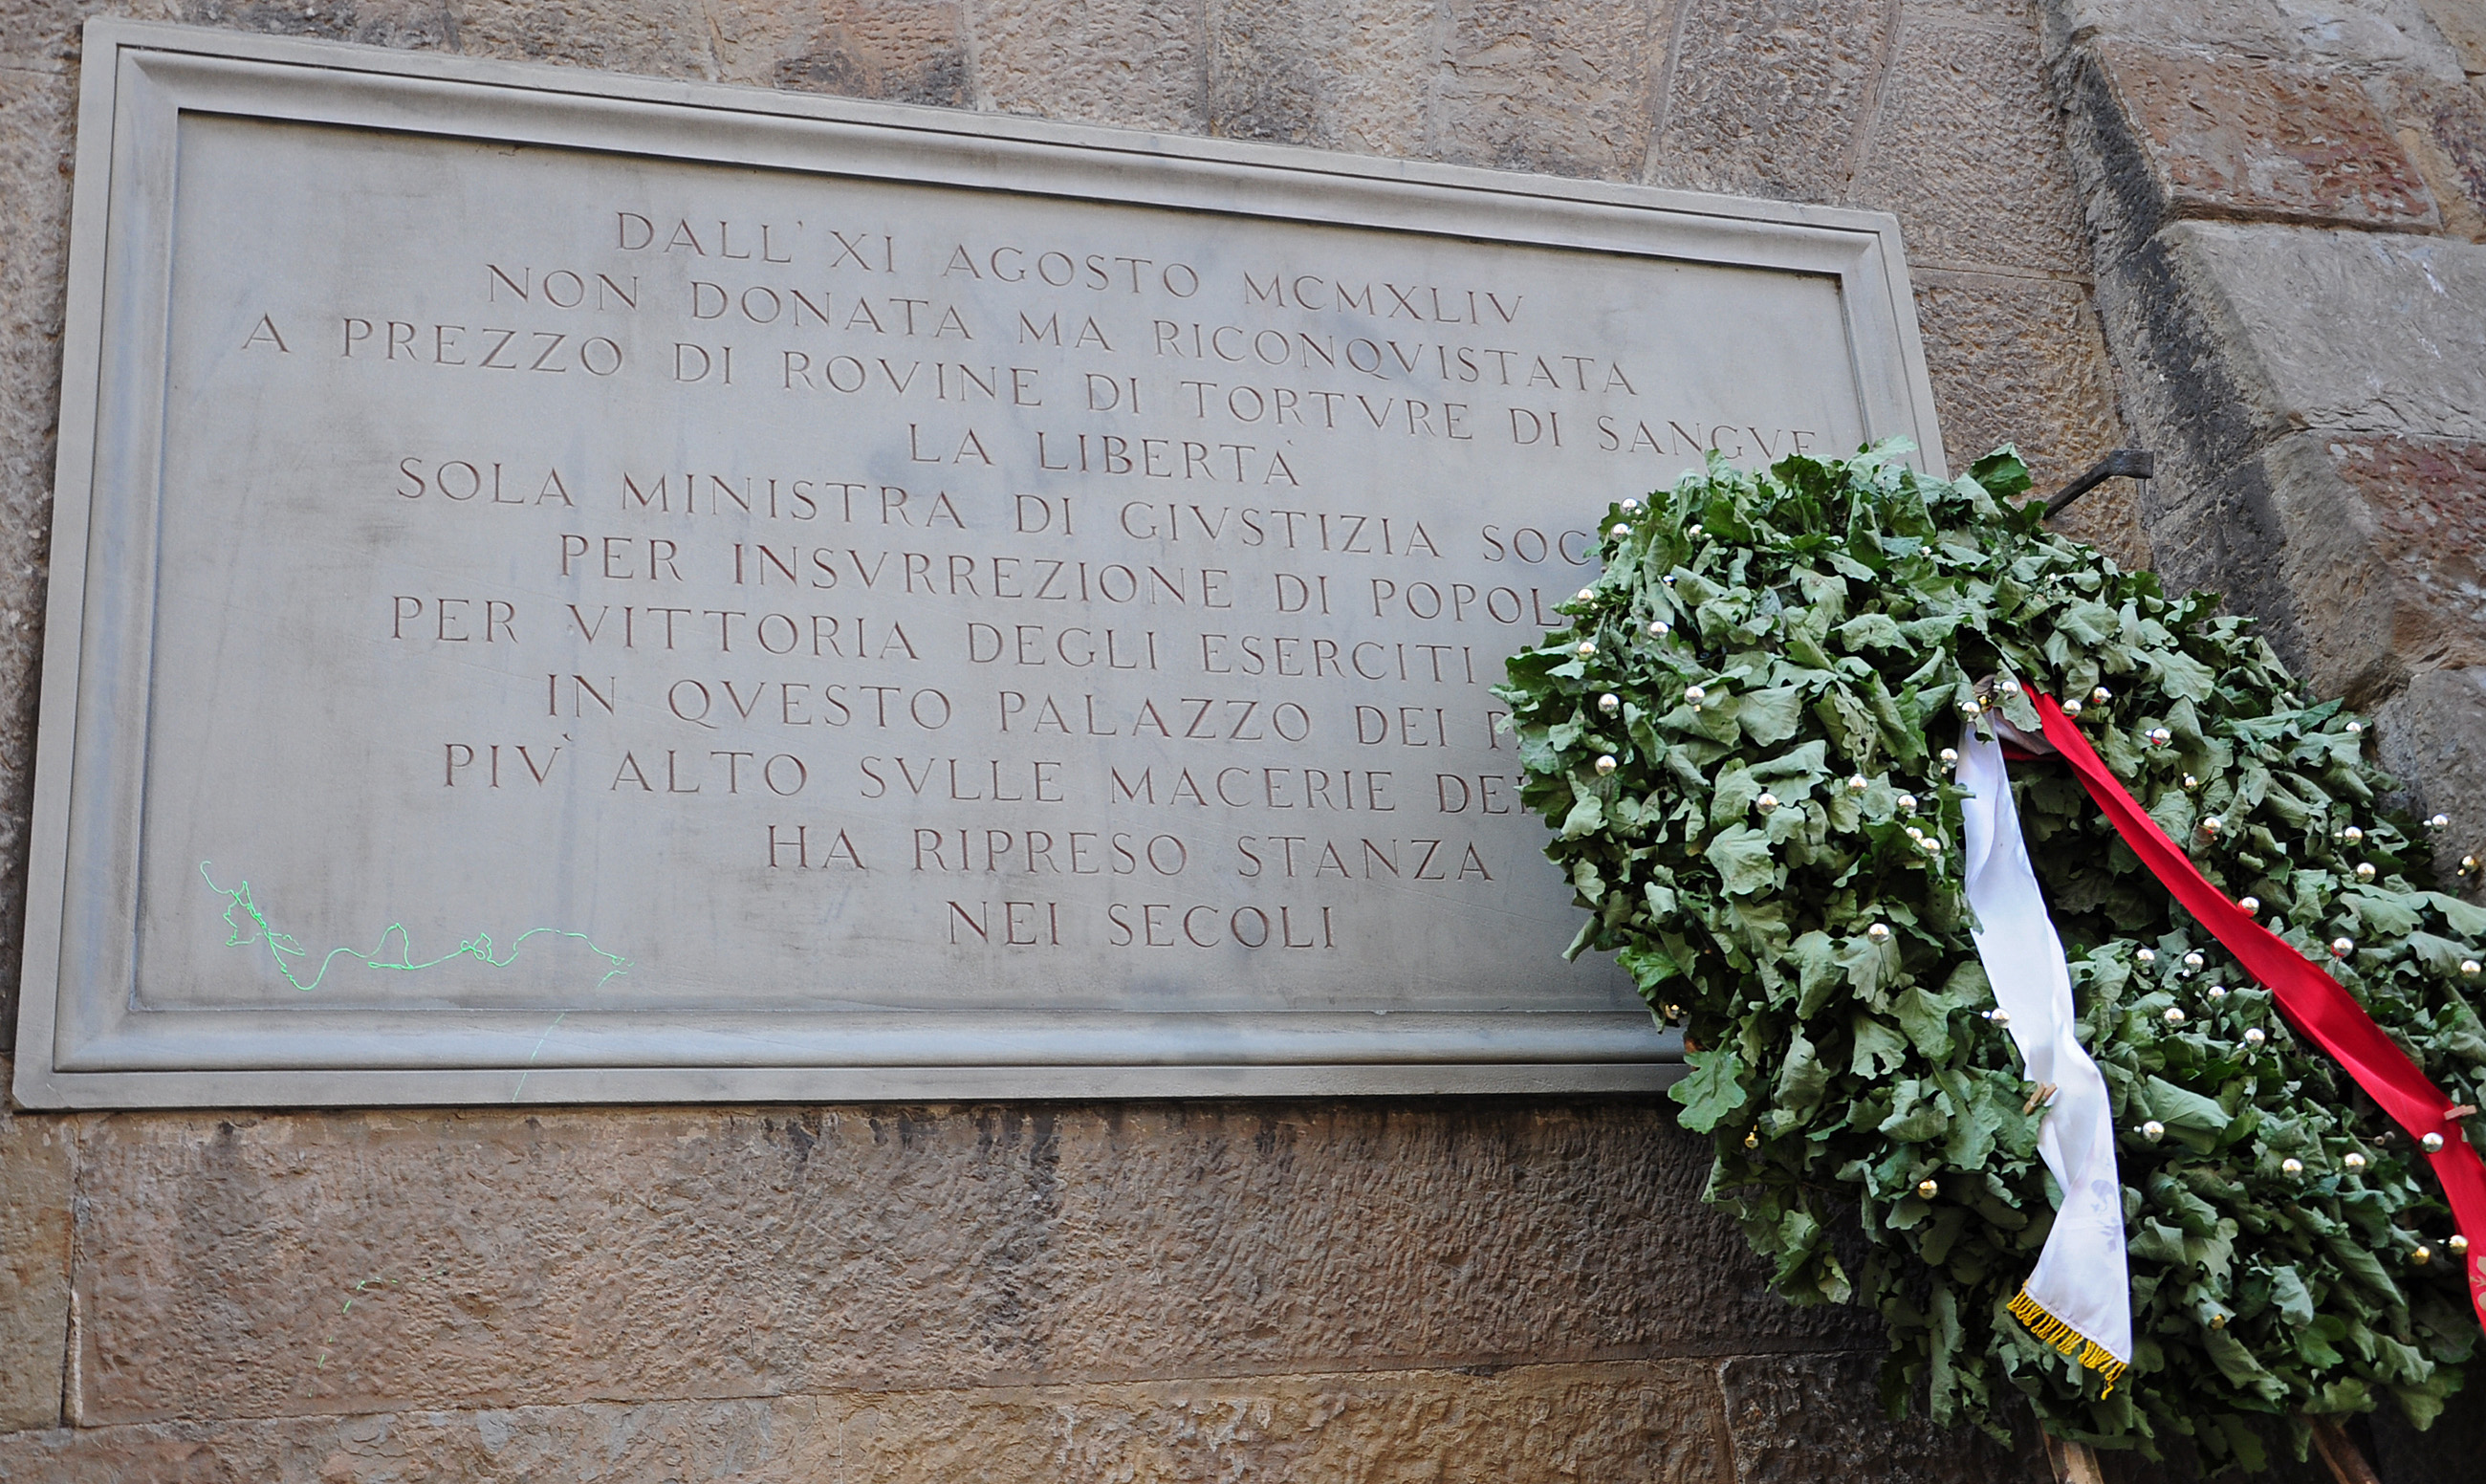 DALL' XI AGOSTO MCMXLIV
NON DONATA MA RICONQVISTATA
A PREZZO DI ROVINE DI TORTVRE DI SANGVE
LA LIBERTÀ
SOLA MINISTRA DI GIVSTIZIA
PER INSVRREZIONE DI
PER VITTORIA DEGLI ESERCITI
IN QVESTO PALAZZO DEI
PIV̀ ALTO SVLLE MACERIE
HA RIPRESO STANZA
NEI SECOLI